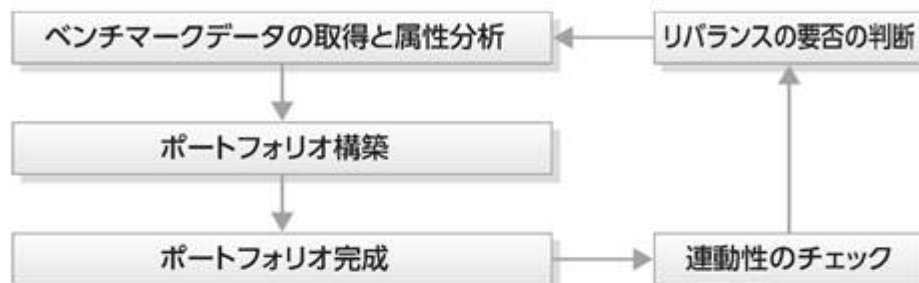 ベンチマークデータの取得と属性分析
リバランスの要否の判断
ポートフォリオ構築
ポートフォリオ完成
連動性のチェック